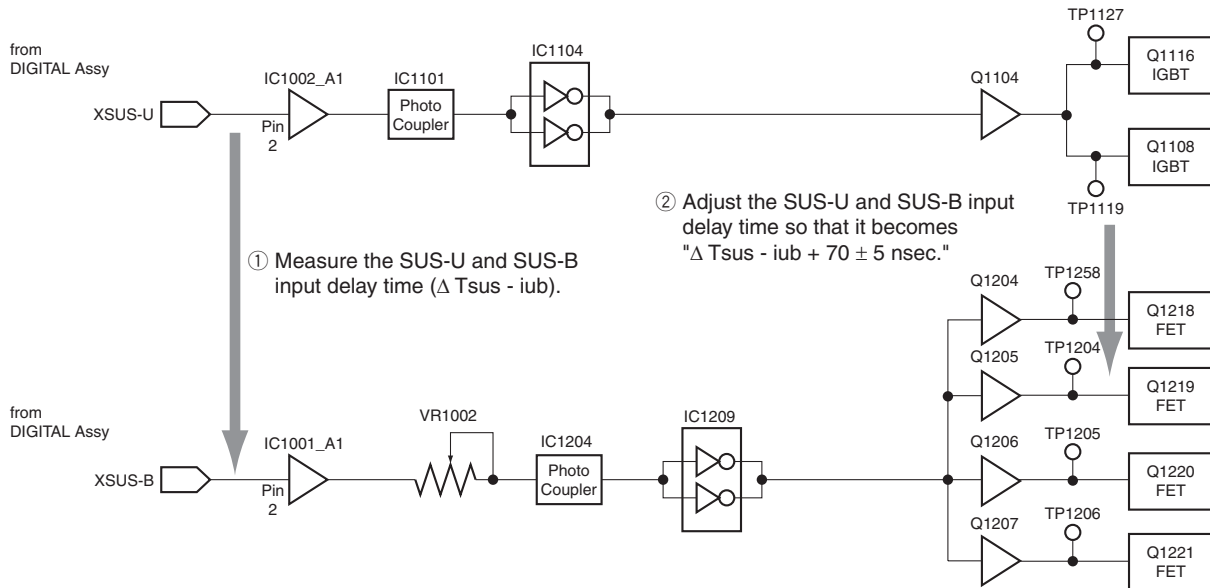 from
DIGITAL Assy
XSUS-U
Pin
2
IC1002_A1
IC1101
Photo
Coupler
IC1104
Q1104
TP1127
Q1116
IGBT
Q1108
IGBT
TP1119
① Measure the SUS-U and SUS-B
input delay time (Δ Tsus - iub).
② Adjust the SUS-U and SUS-B input
delay time so that it becomes
"Δ Tsus - iub + 70 ± 5 nsec."
from
DIGITAL Assy
XSUS-B
Pin
2
IC1001_A1
VR1002
IC1204
Photo
Coupler
IC1209
Q1204
TP1258
Q1218
FET
Q1205
TP1204
Q1219
FET
Q1206
TP1205
Q1220
FET
Q1207
TP1206
Q1221
FET